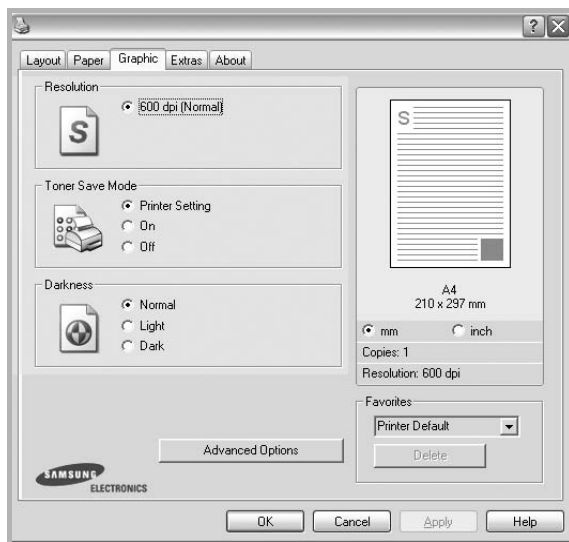 Layout Paper Graphic Extras About
Resolution
S
600 dpi (Normal)
Toner Save Mode
Printer Setting
On
Off
Darkness
Normal
Light
Dark
Advanced Options
SAMSUNG
ELECTRONICS
S
A4
210 x 297 mm
mm inch
Copies: 1
Resolution: 600 dpi
Favorites
Printer Default
Delete
OK Cancel Apply Help